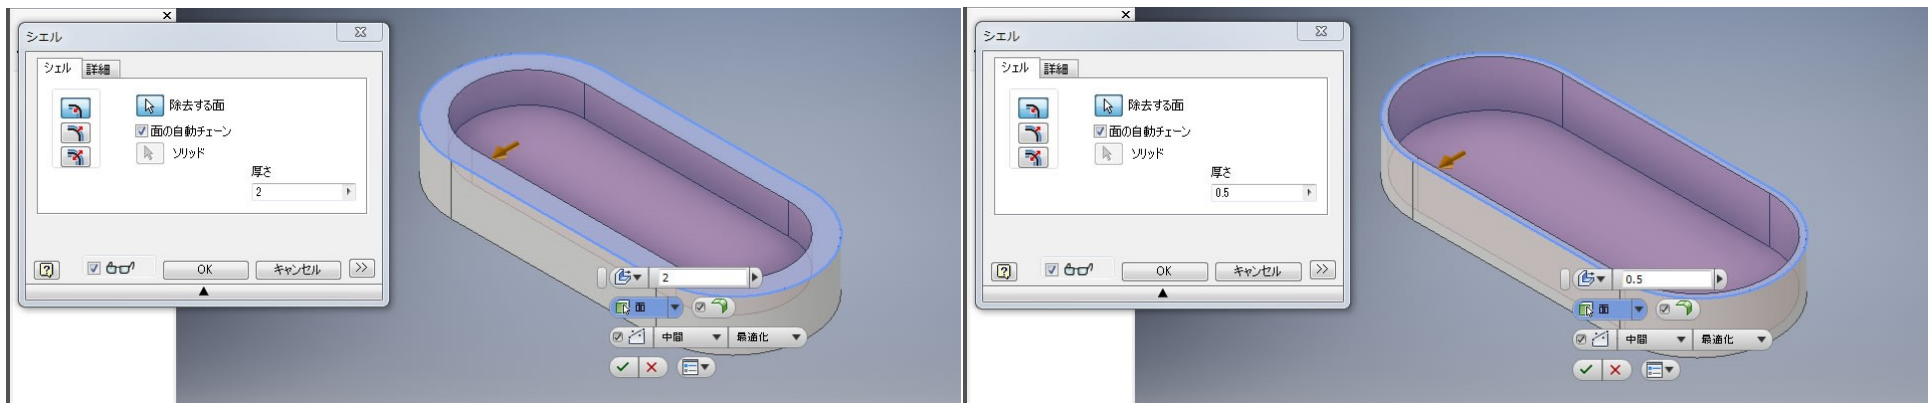 シェル
シェル 詳細
除去する面
面の自動チェーン
ソリッド
厚さ
2
OK キャンセル >>
2
面
中間 最適化
シェル
シェル 詳細
除去する面
面の自動チェーン
ソリッド
厚さ
0.5
OK キャンセル >>
0.5
面
中間 最適化